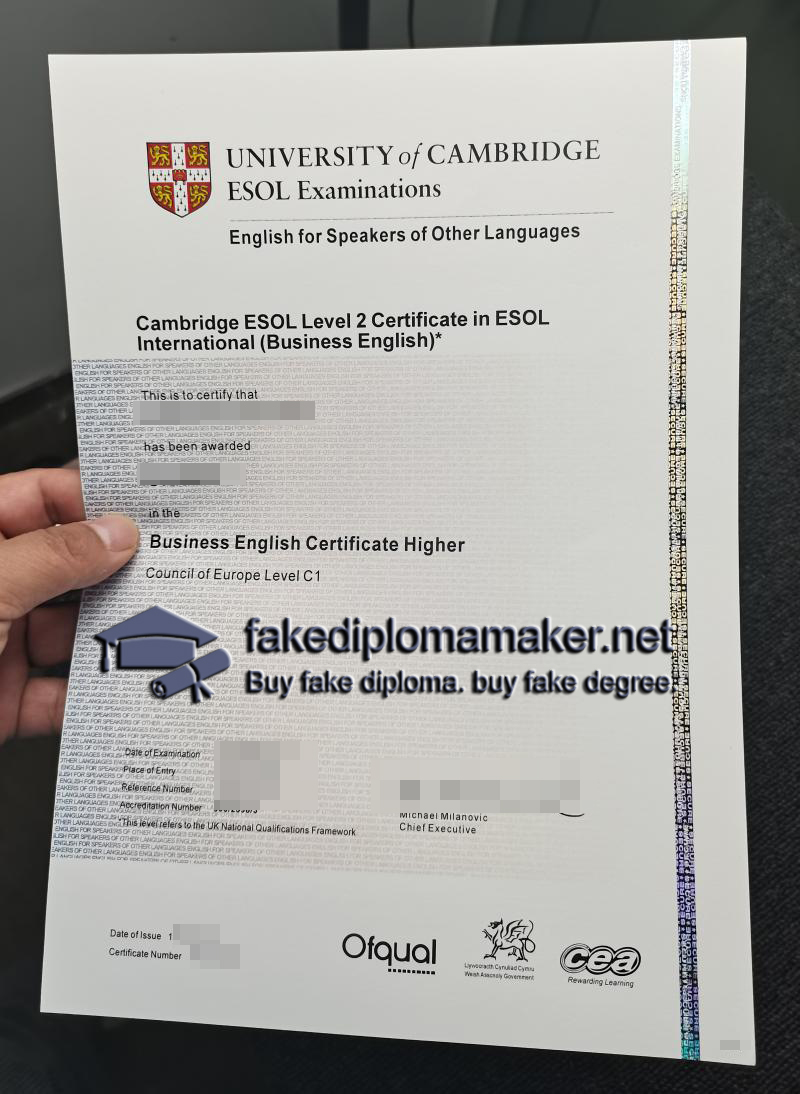 UNIVERSITY of CAMBRIDGE
ESOL Examinations
English for Speakers of Other Languages
Cambridge ESOL Level 2 Certificate in ESOL
International (Business English)*
This is to certify that
has been awarded
in the
Business English Certificate Higher
Council of Europe Level C1
fakediplomamaker.net
Buy fake diploma. buy fake degree.
Date of Examination
Place of Entry
Reference Number
Accreditation Number
*This level refers to the UK National Qualifications Framework
Michael Milanovic
Chief Executive
Date of Issue 1
Certificate Number
Ofqual
Llywodraeth Cynulliad Cymru
Welsh Assembly Government
cea
Rewarding Learning